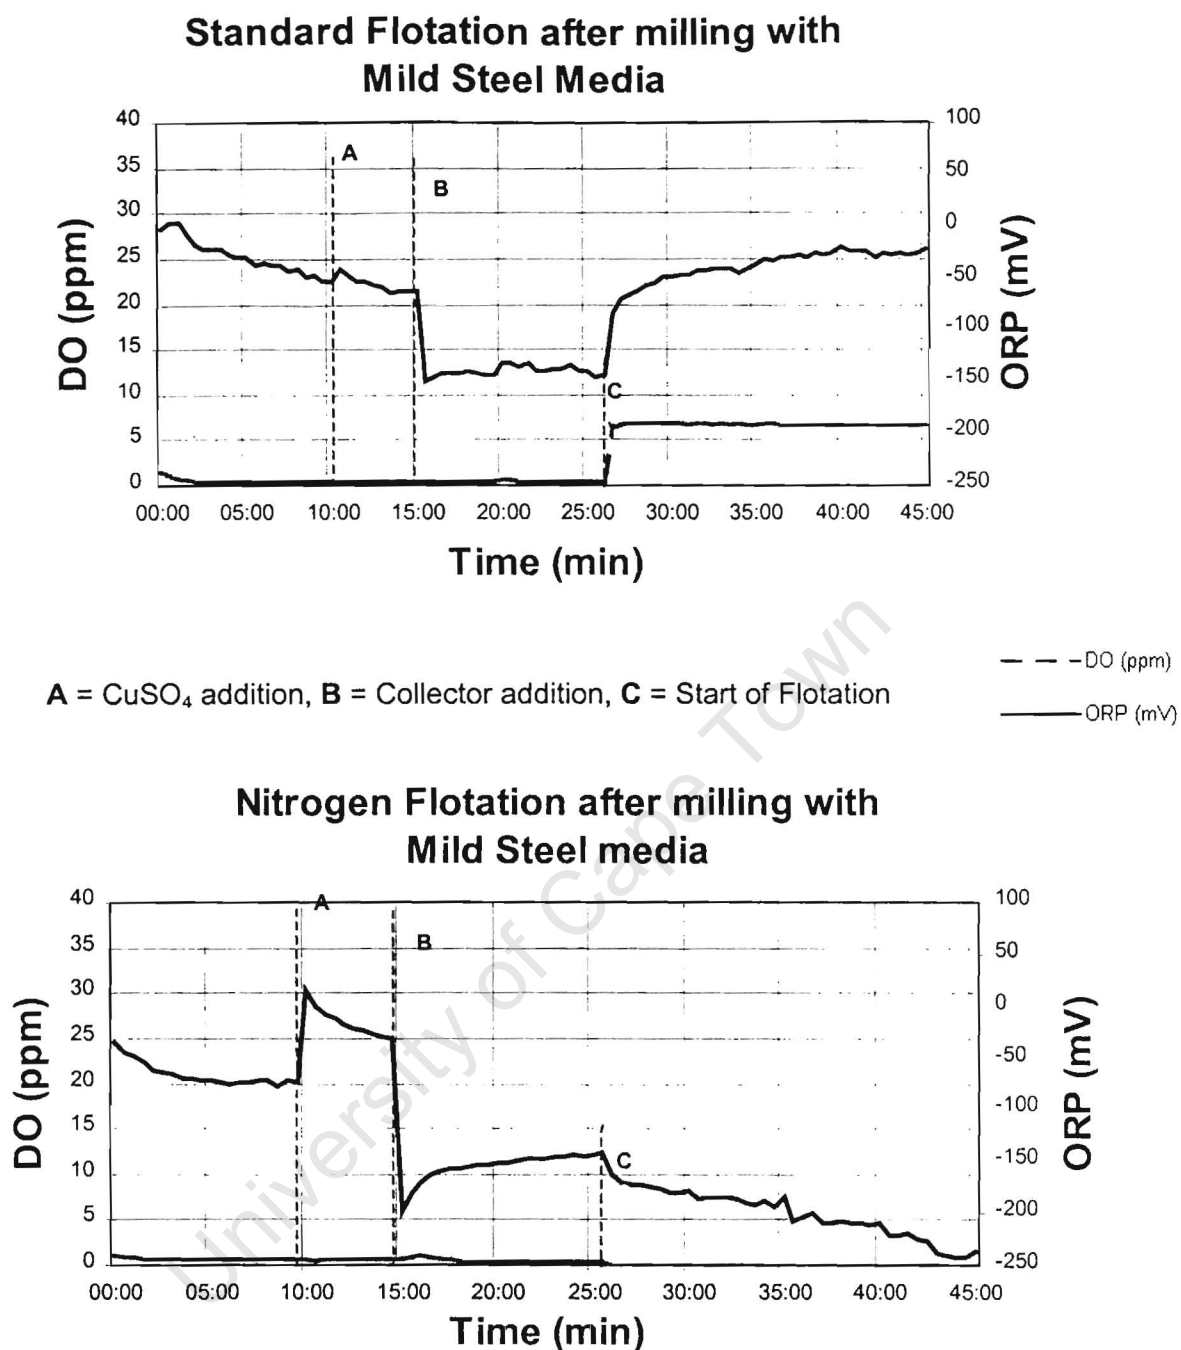 Standard Flotation after milling with
Mild Steel Media
40
35
30
25
20
15
10
5
0
DO (ppm)
100
50
0
-50
-100
-150
-200
-250
ORP (mV)
A
B
C
00:00 05:00 10:00 15:00 20:00 25:00 30:00 35:00 40:00 45:00
Time (min)
A = CuSO₄ addition, B = Collector addition, C = Start of Flotation
DO (ppm)
ORP (mV)
Nitrogen Flotation after milling with
Mild Steel media
40
35
30
25
20
15
10
5
0
DO (ppm)
100
50
0
-50
-100
-150
-200
-250
ORP (mV)
A
B
C
00:00 05:00 10:00 15:00 20:00 25:00 30:00 35:00 40:00 45:00
Time (min)
University of Cape Town